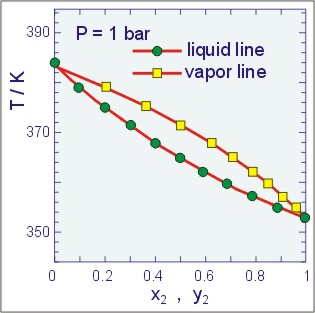 390
P = 1 bar
liquid line
vapor line
T / K
370
350
0 0.2 0.4 0.6 0.8 1
x₂ , y₂